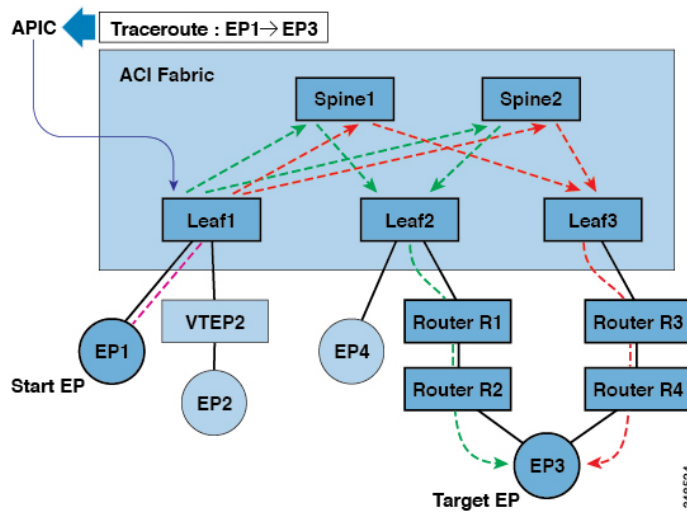 APIC
Traceroute : EP1→ EP3
ACI Fabric
Spine1
Spine2
Leaf1
Leaf2
Leaf3
VTEP2
Router R1
Router R3
EP1
EP4
Start EP
EP2
Router R2
Router R4
EP3
Target EP